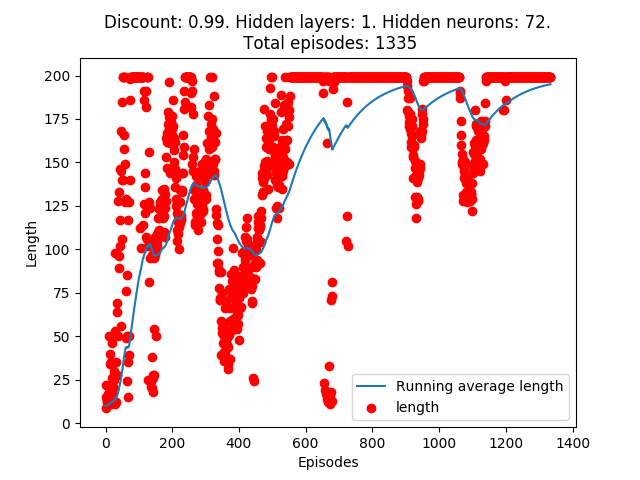 Discount: 0.99. Hidden layers: 1. Hidden neurons: 72.
Total episodes: 1335
200
175
150
125
100
75
50
25
0
Length
Running average length
length
0 200 400 600 800 1000 1200 1400
Episodes